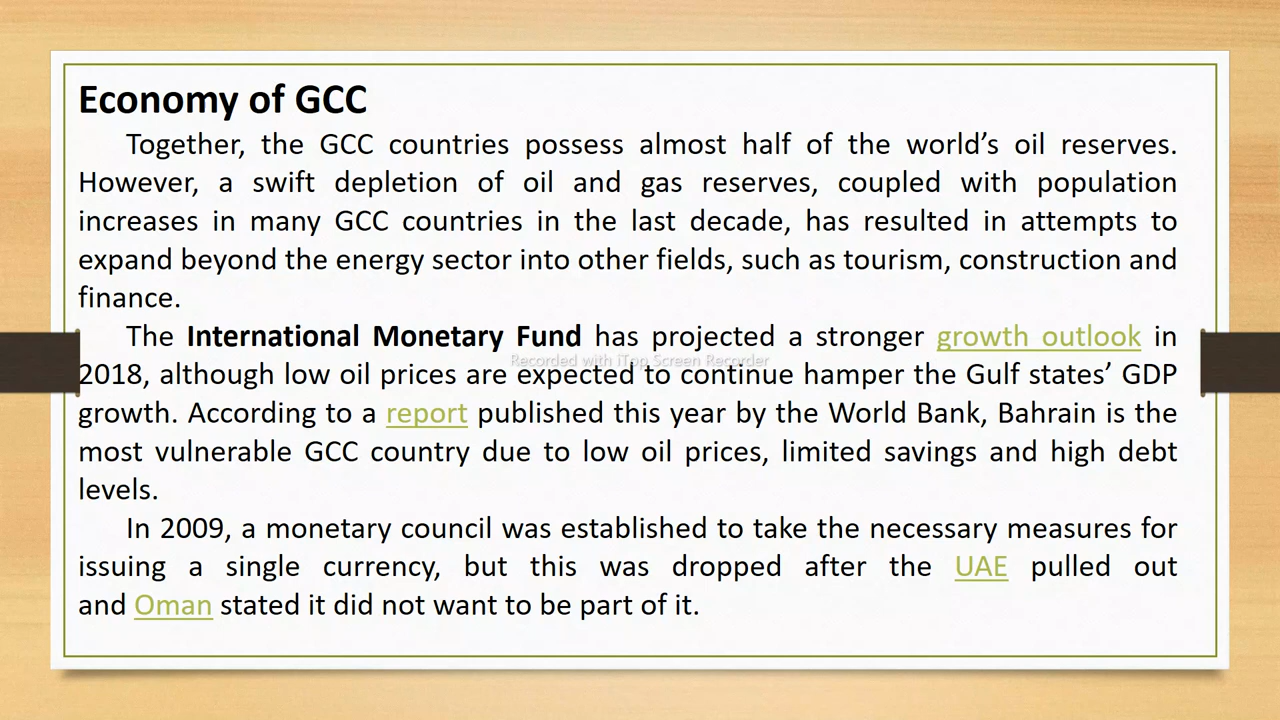 Economy of GCC
Together, the GCC countries possess almost half of the world’s oil reserves.
However, a swift depletion of oil and gas reserves, coupled with population
increases in many GCC countries in the last decade, has resulted in attempts to
expand beyond the energy sector into other fields, such as tourism, construction and
finance.
The International Monetary Fund has projected a stronger growth outlook in
Recorded with iTop Screen Recorder
2018, although low oil prices are expected to continue hamper the Gulf states’ GDP
growth. According to a report published this year by the World Bank, Bahrain is the
most vulnerable GCC country due to low oil prices, limited savings and high debt
levels.
In 2009, a monetary council was established to take the necessary measures for
issuing a single currency, but this was dropped after the UAE pulled out
and Oman stated it did not want to be part of it.